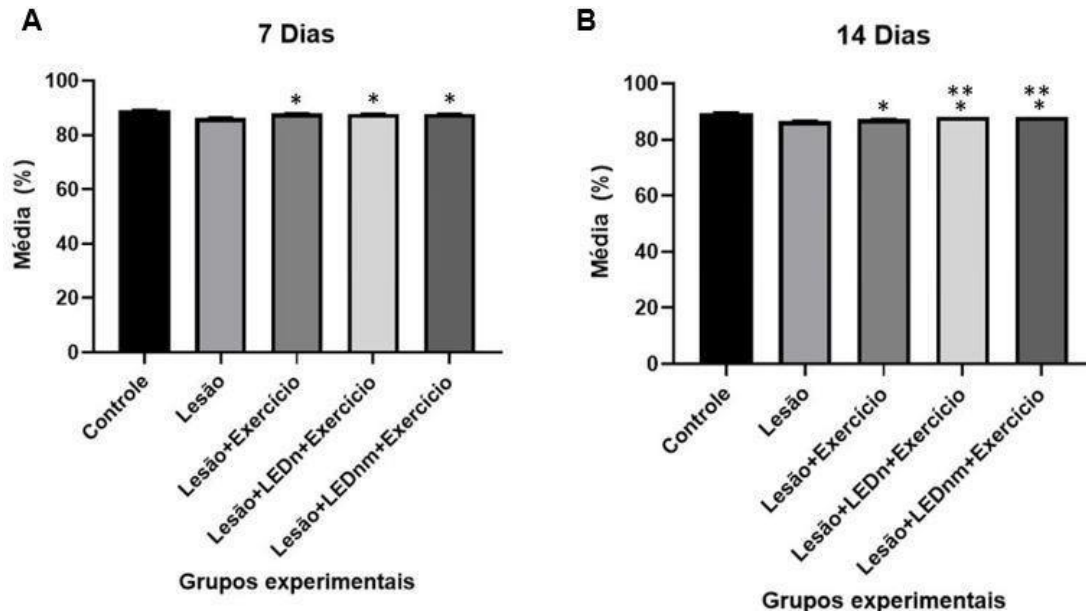 A
7 Dias
Média (%)
100
80
60
40
20
0
*
*
*
Controle
Lesão
Lesão+Exercício
Lesão+LEDn+Exercício
Lesão+LEDnm+Exercício
Grupos experimentais
B
14 Dias
Média (%)
100
80
60
40
20
0
*
**
*
**
*
Controle
Lesão
Lesão+Exercício
Lesão+LEDn+Exercício
Lesão+LEDnm+Exercício
Grupos experimentais